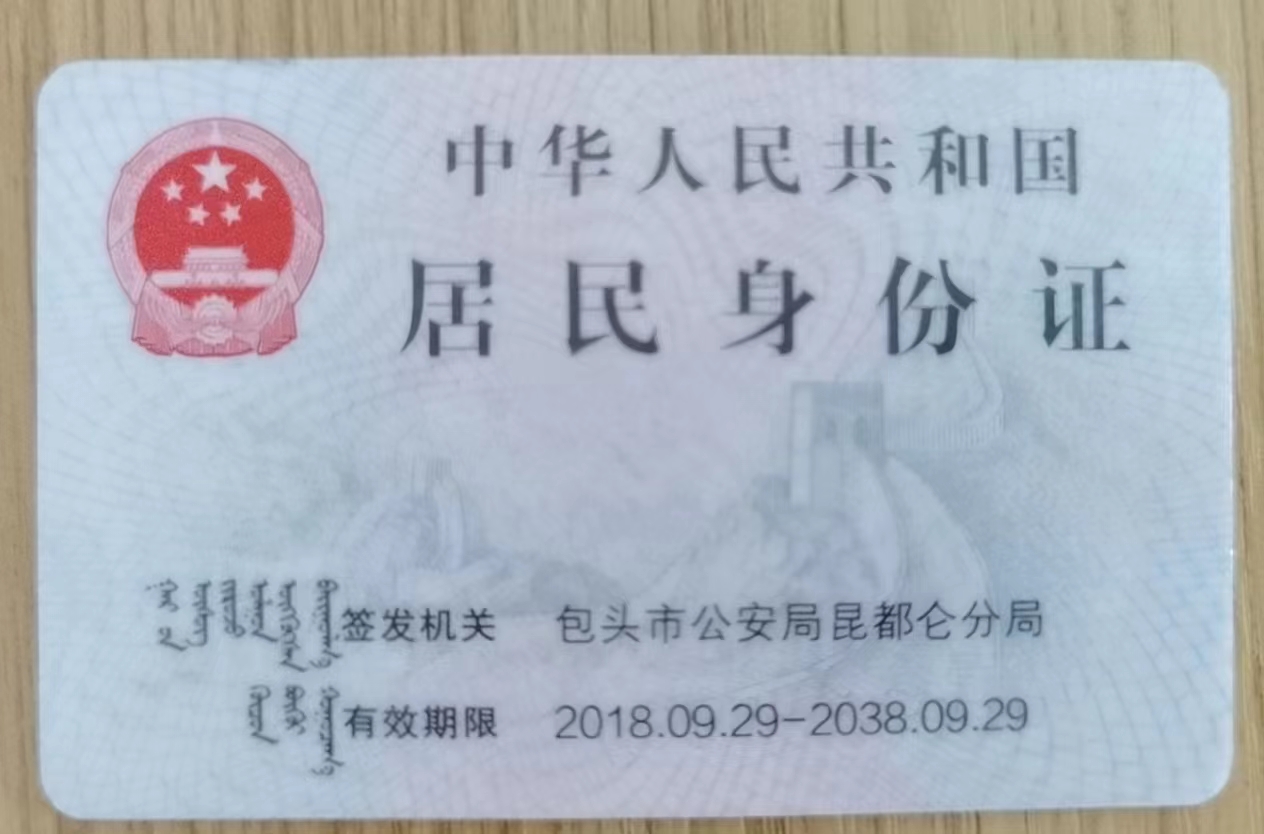 中华人民共和国
居民身份证
签发机关 包头市公安局昆都仑分局
有效期限 2018.09.29-2038.09.29